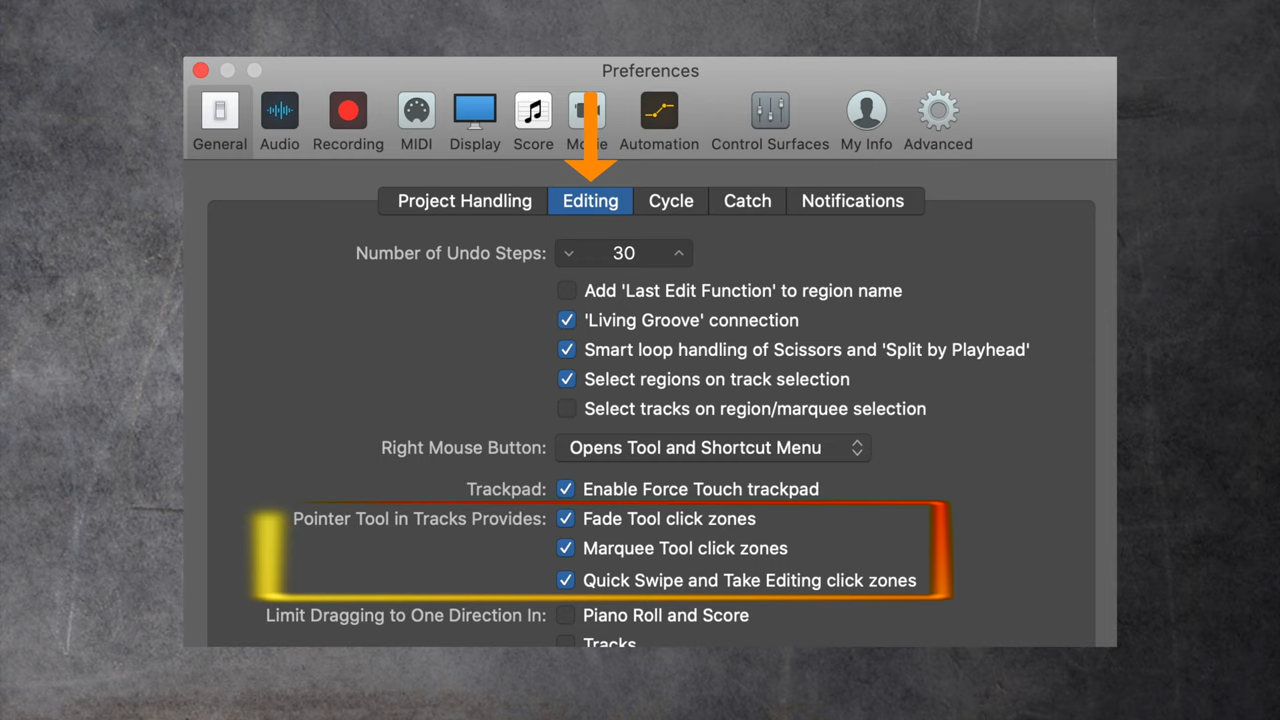 Preferences
General Audio Recording MIDI Display Score Automation Control Surfaces My Info Advanced
Project Handling Editing Cycle Catch Notifications
Number of Undo Steps: 30
Add 'Last Edit Function' to region name
'Living Groove' connection
Smart loop handling of Scissors and 'Split by Playhead'
Select regions on track selection
Select tracks on region/marquee selection
Right Mouse Button: Opens Tool and Shortcut Menu
Trackpad: Enable Force Touch trackpad
Pointer Tool in Tracks Provides: Fade Tool click zones
Marquee Tool click zones
Quick Swipe and Take Editing click zones
Limit Dragging to One Direction In: Piano Roll and Score
Tracks